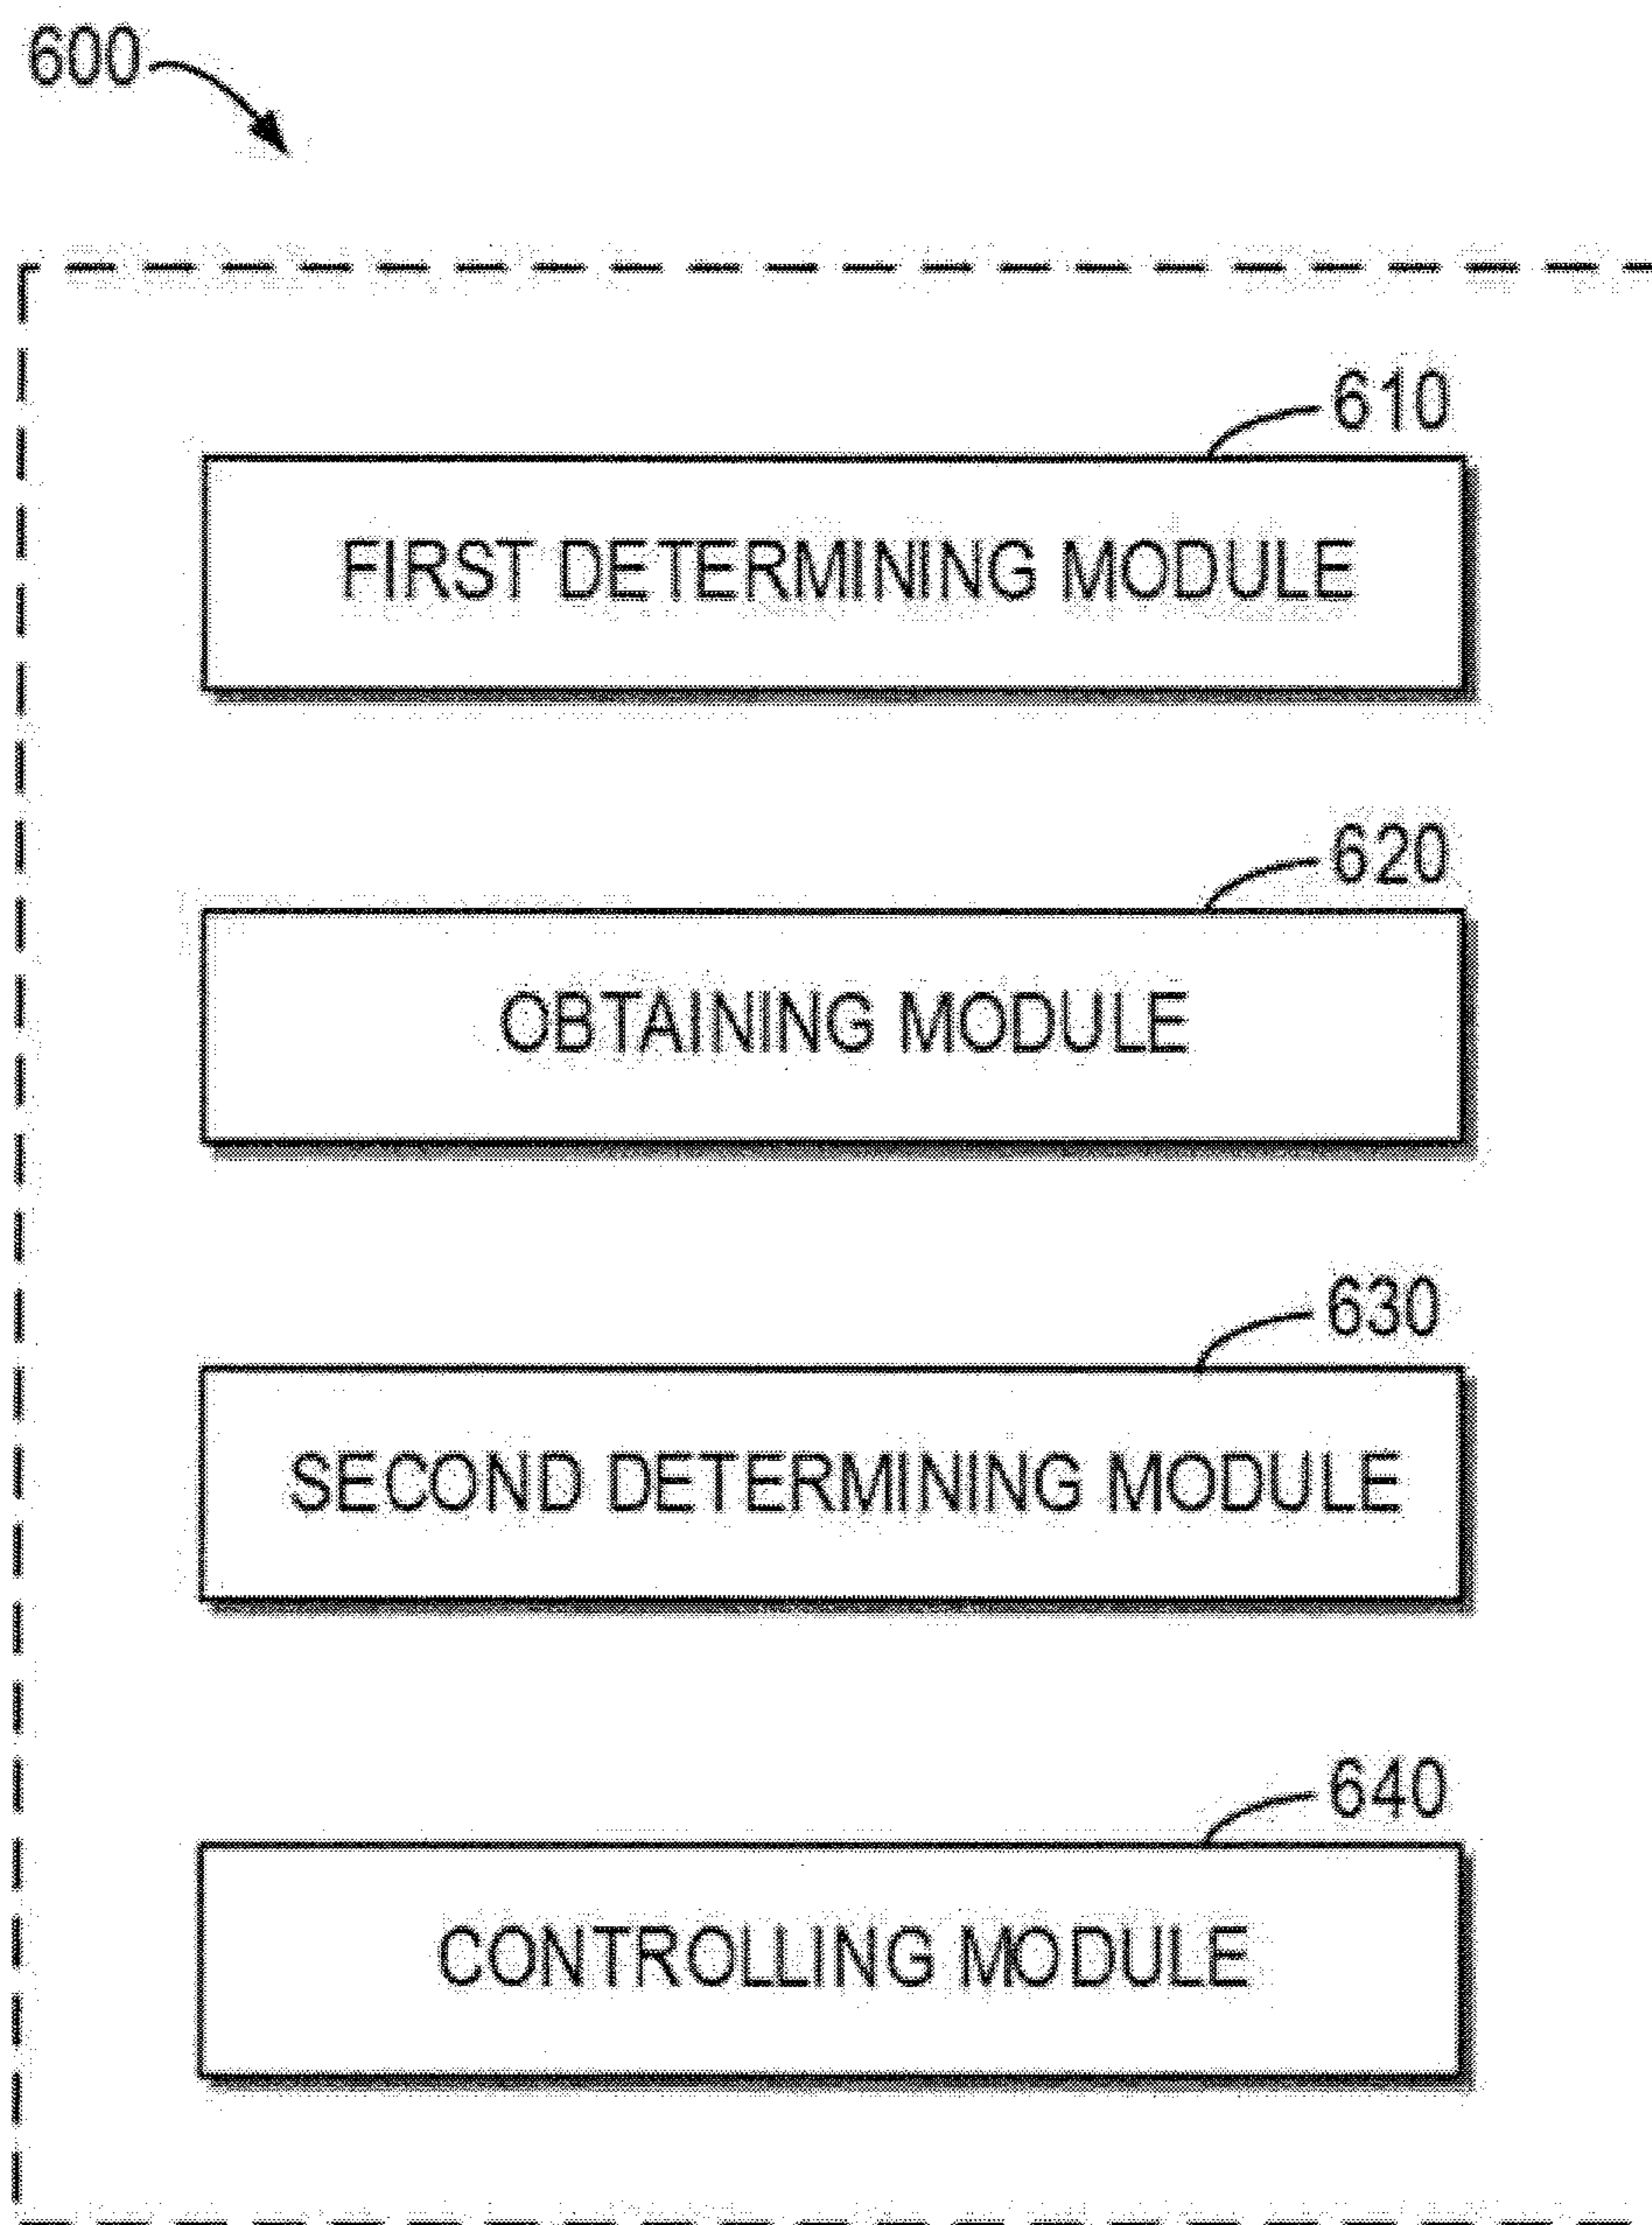 600
610
FIRST DETERMINING MODULE
620
OBTAINING MODULE
630
SECOND DETERMINING MODULE
640
CONTROLLING MODULE